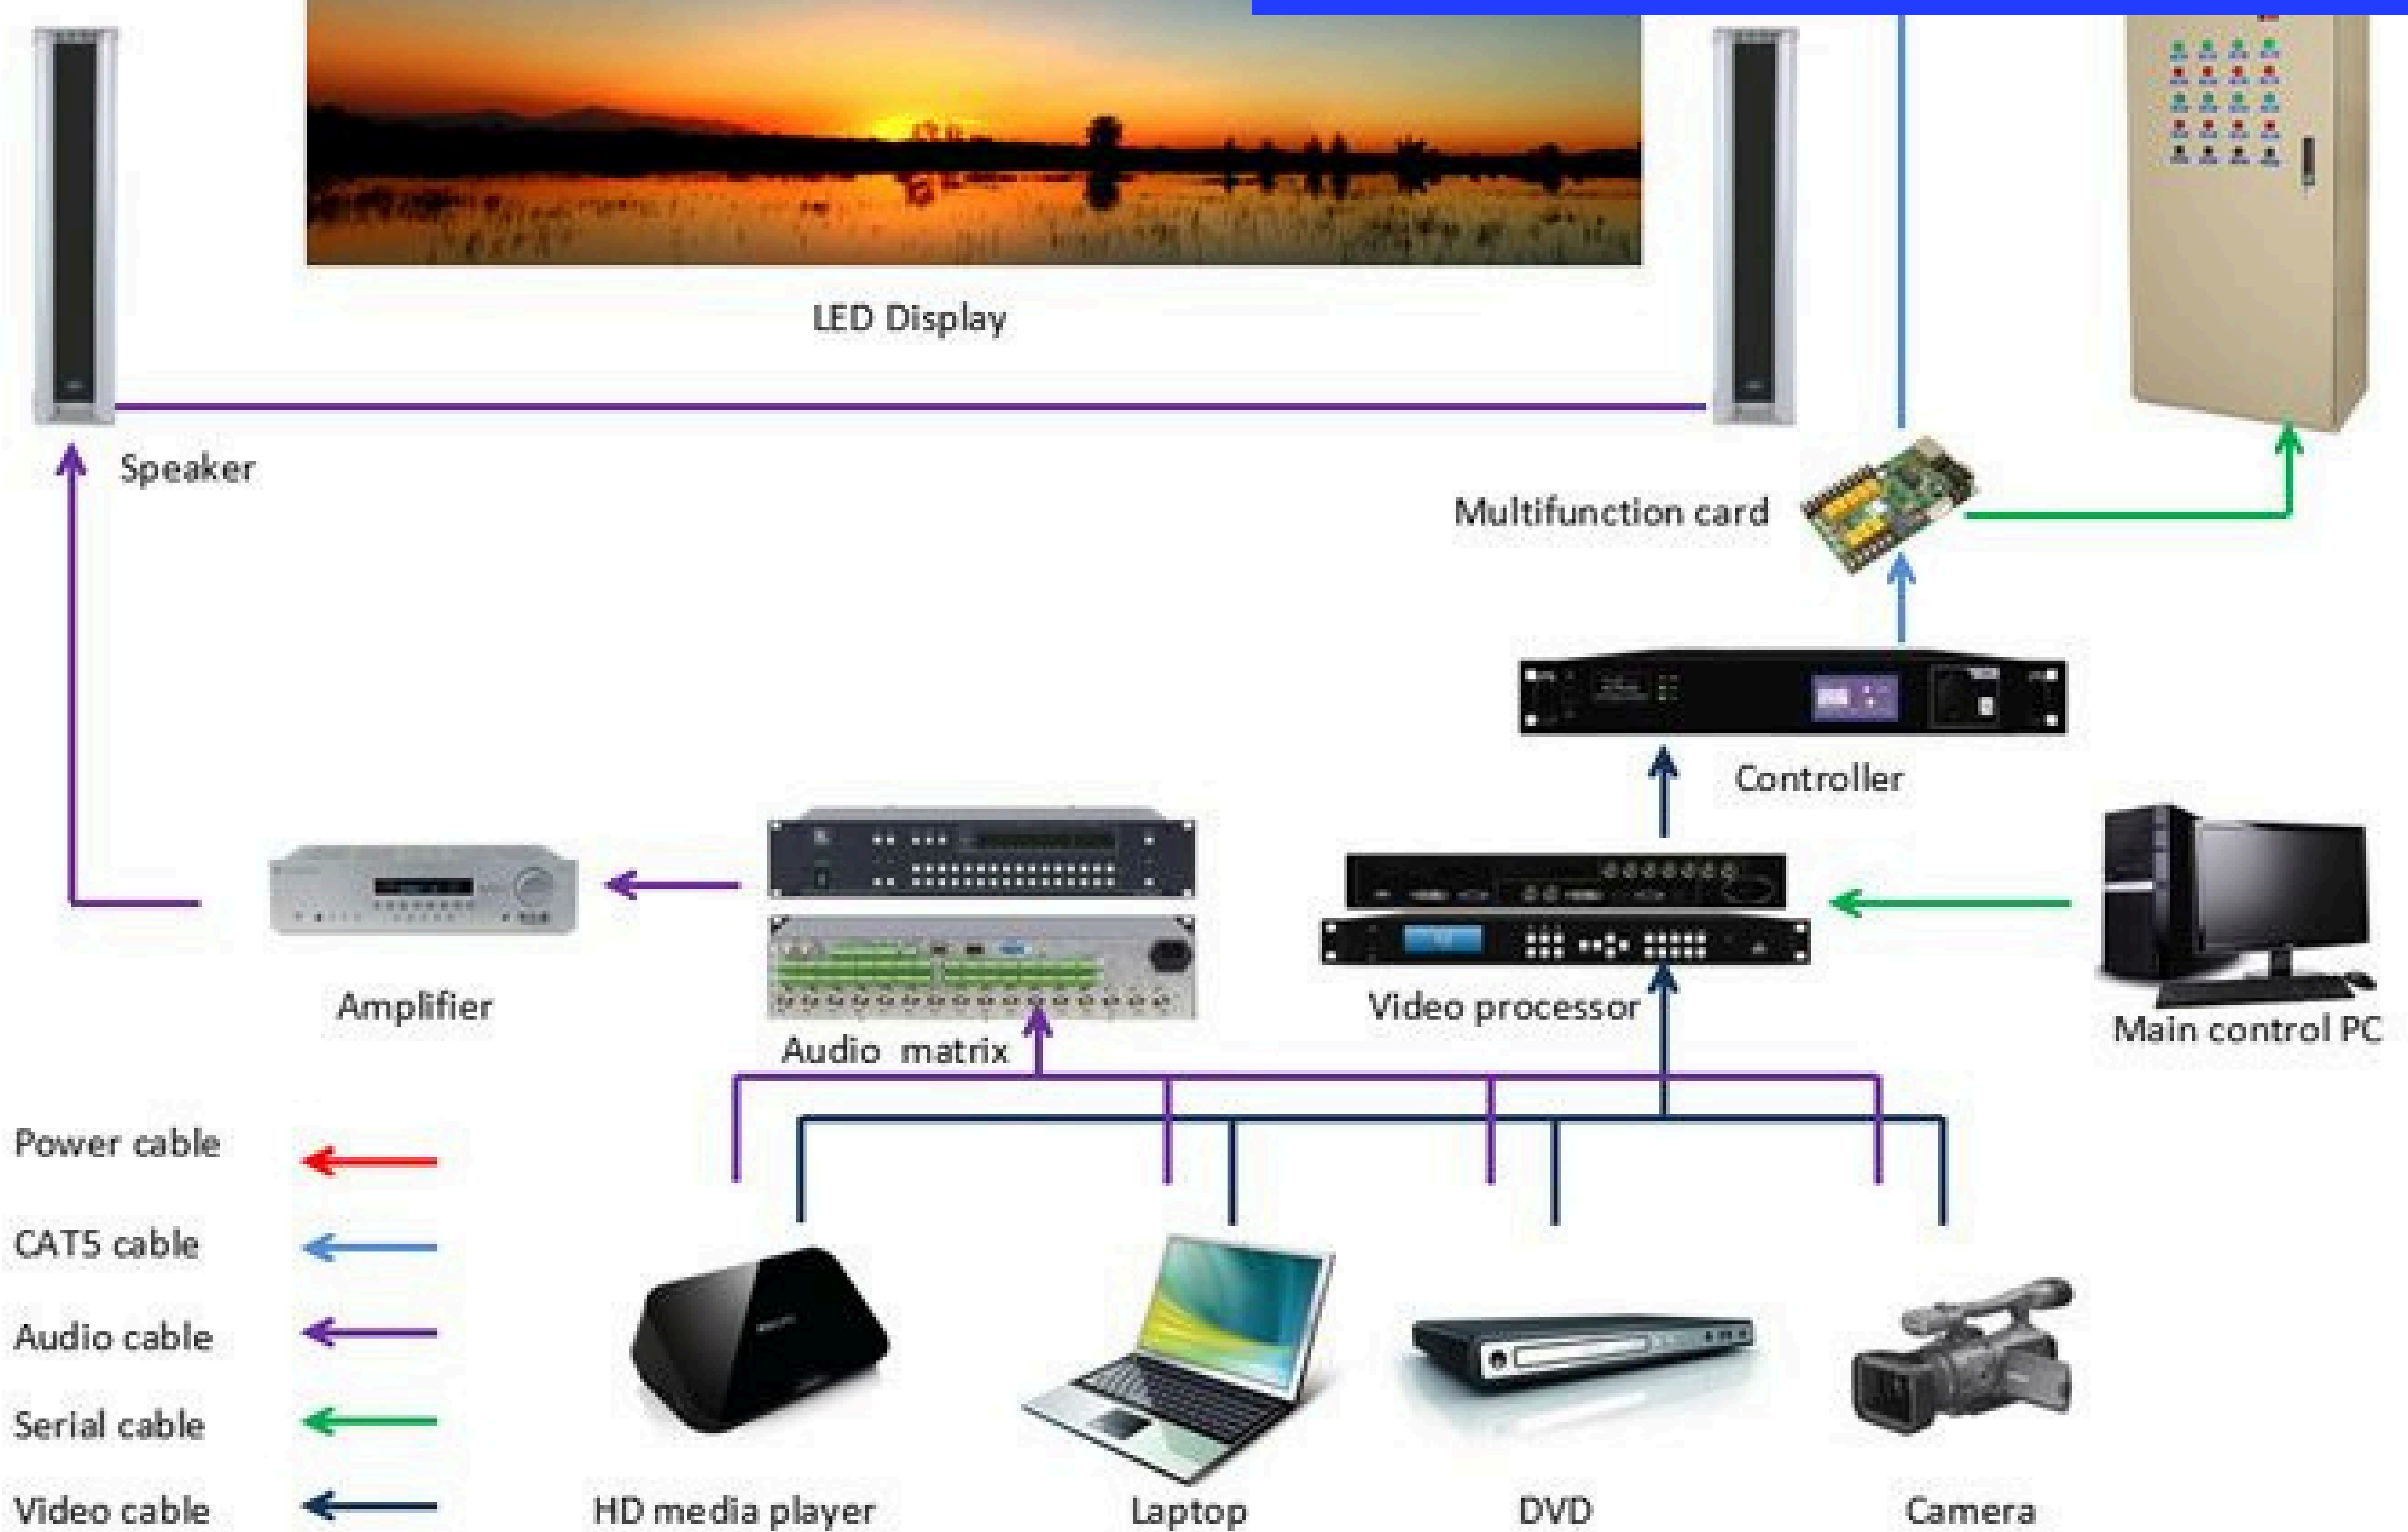 LED Display
Speaker
Multifunction card
Controller
Amplifier
Audio matrix
Video processor
Main control PC
Power cable
CAT5 cable
Audio cable
Serial cable
Video cable
HD media player
Laptop
DVD
Camera